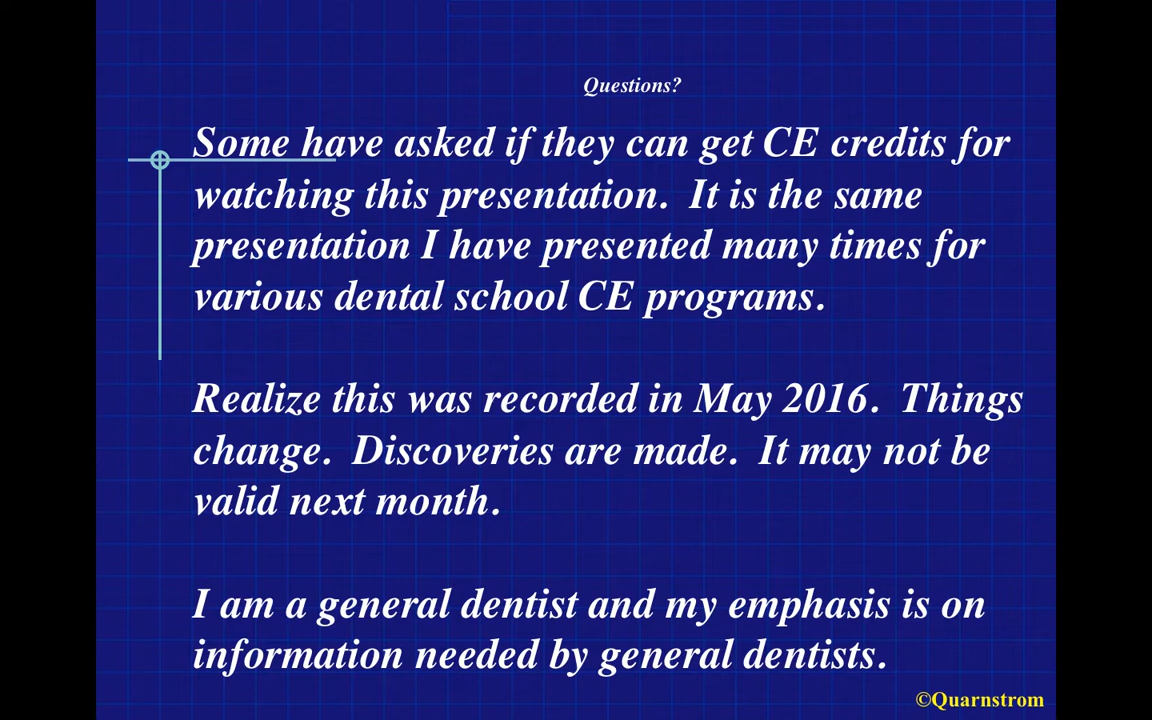 Questions?
Some have asked if they can get CE credits for
watching this presentation.  It is the same
presentation I have presented many times for
various dental school CE programs.
Realize this was recorded in May 2016.  Things
change.  Discoveries are made.  It may not be
valid next month.
I am a general dentist and my emphasis is on
information needed by general dentists.
©Quarnstrom